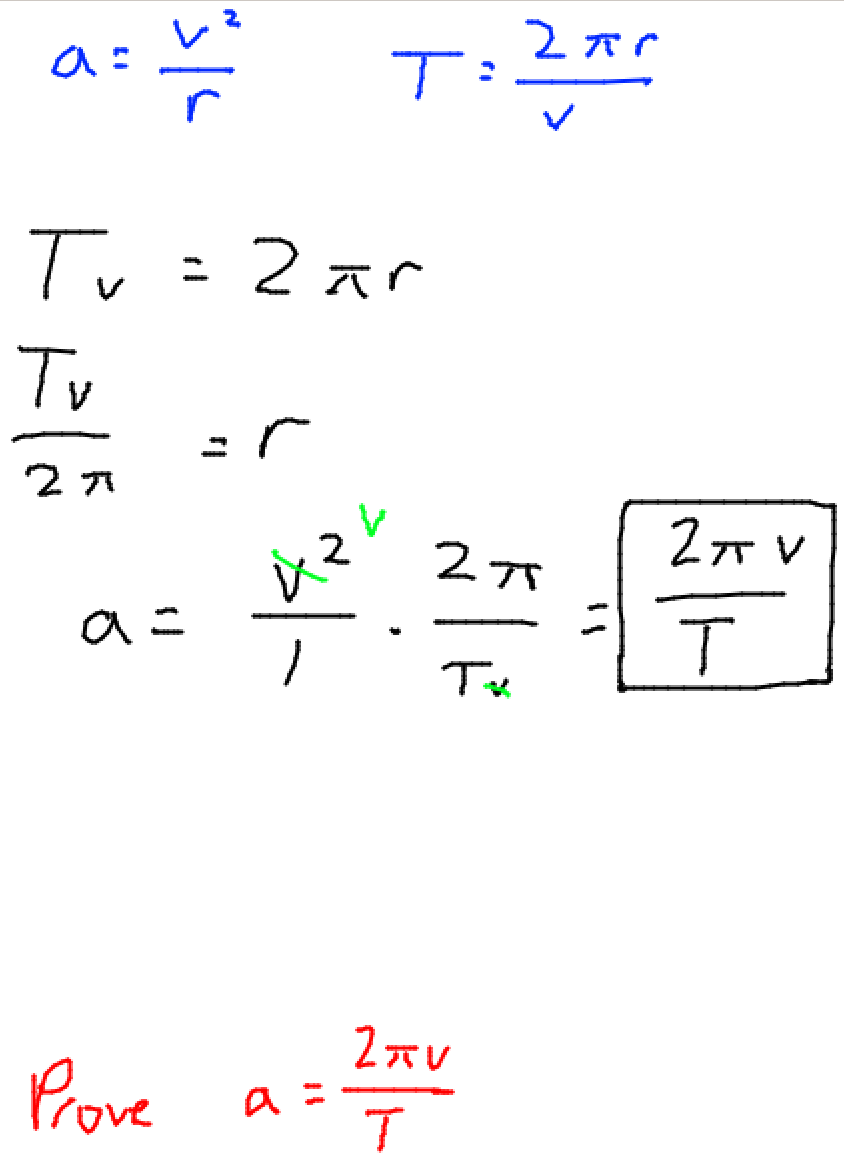 a = v²/r    T = 2πr/v
Tv = 2πr
Tv/2π = r
a = v²/1 v · 2π/Tv = 2πv/T
Prove a = 2πv/T